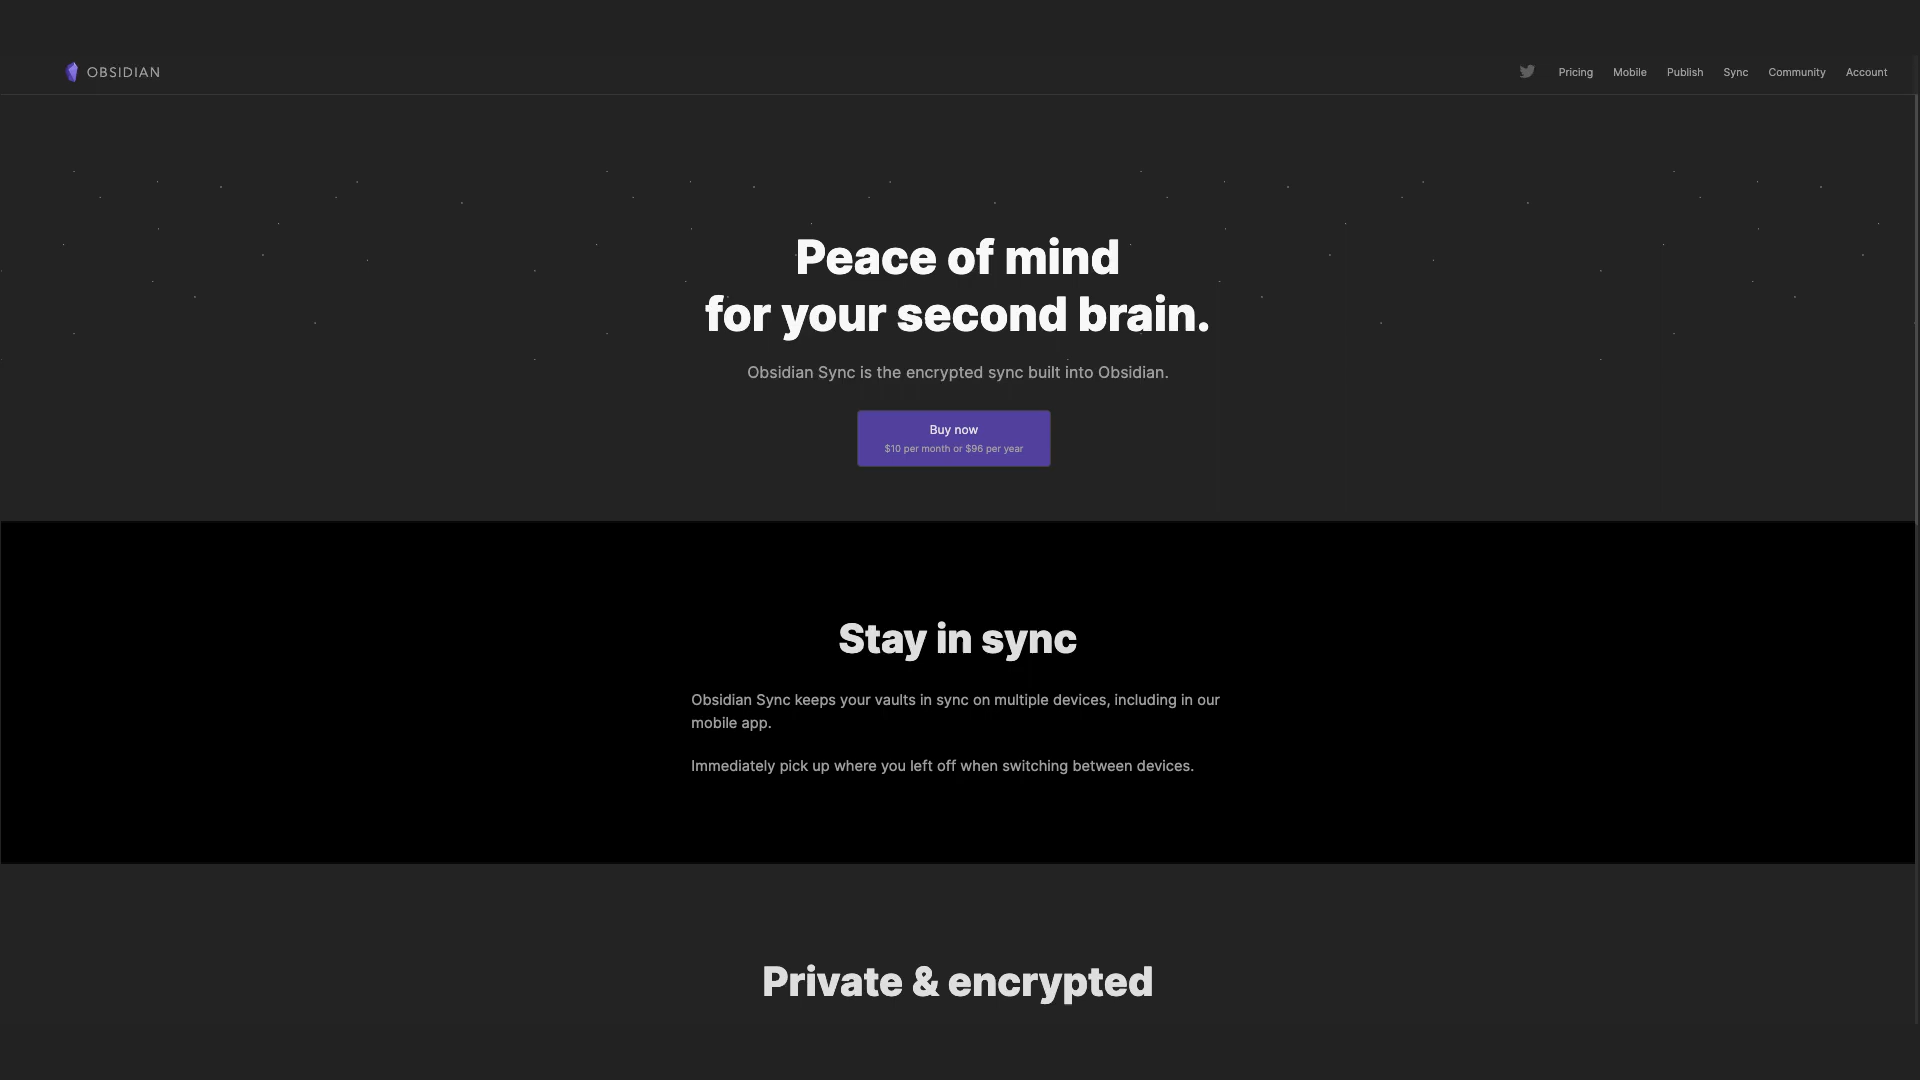 OBSIDIAN
Pricing Mobile Publish Sync Community Account
Peace of mind
for your second brain.
Obsidian Sync is the encrypted sync built into Obsidian.
Buy now
$10 per month or $96 per year
Stay in sync
Obsidian Sync keeps your vaults in sync on multiple devices, including in our
mobile app.
Immediately pick up where you left off when switching between devices.
Private & encrypted